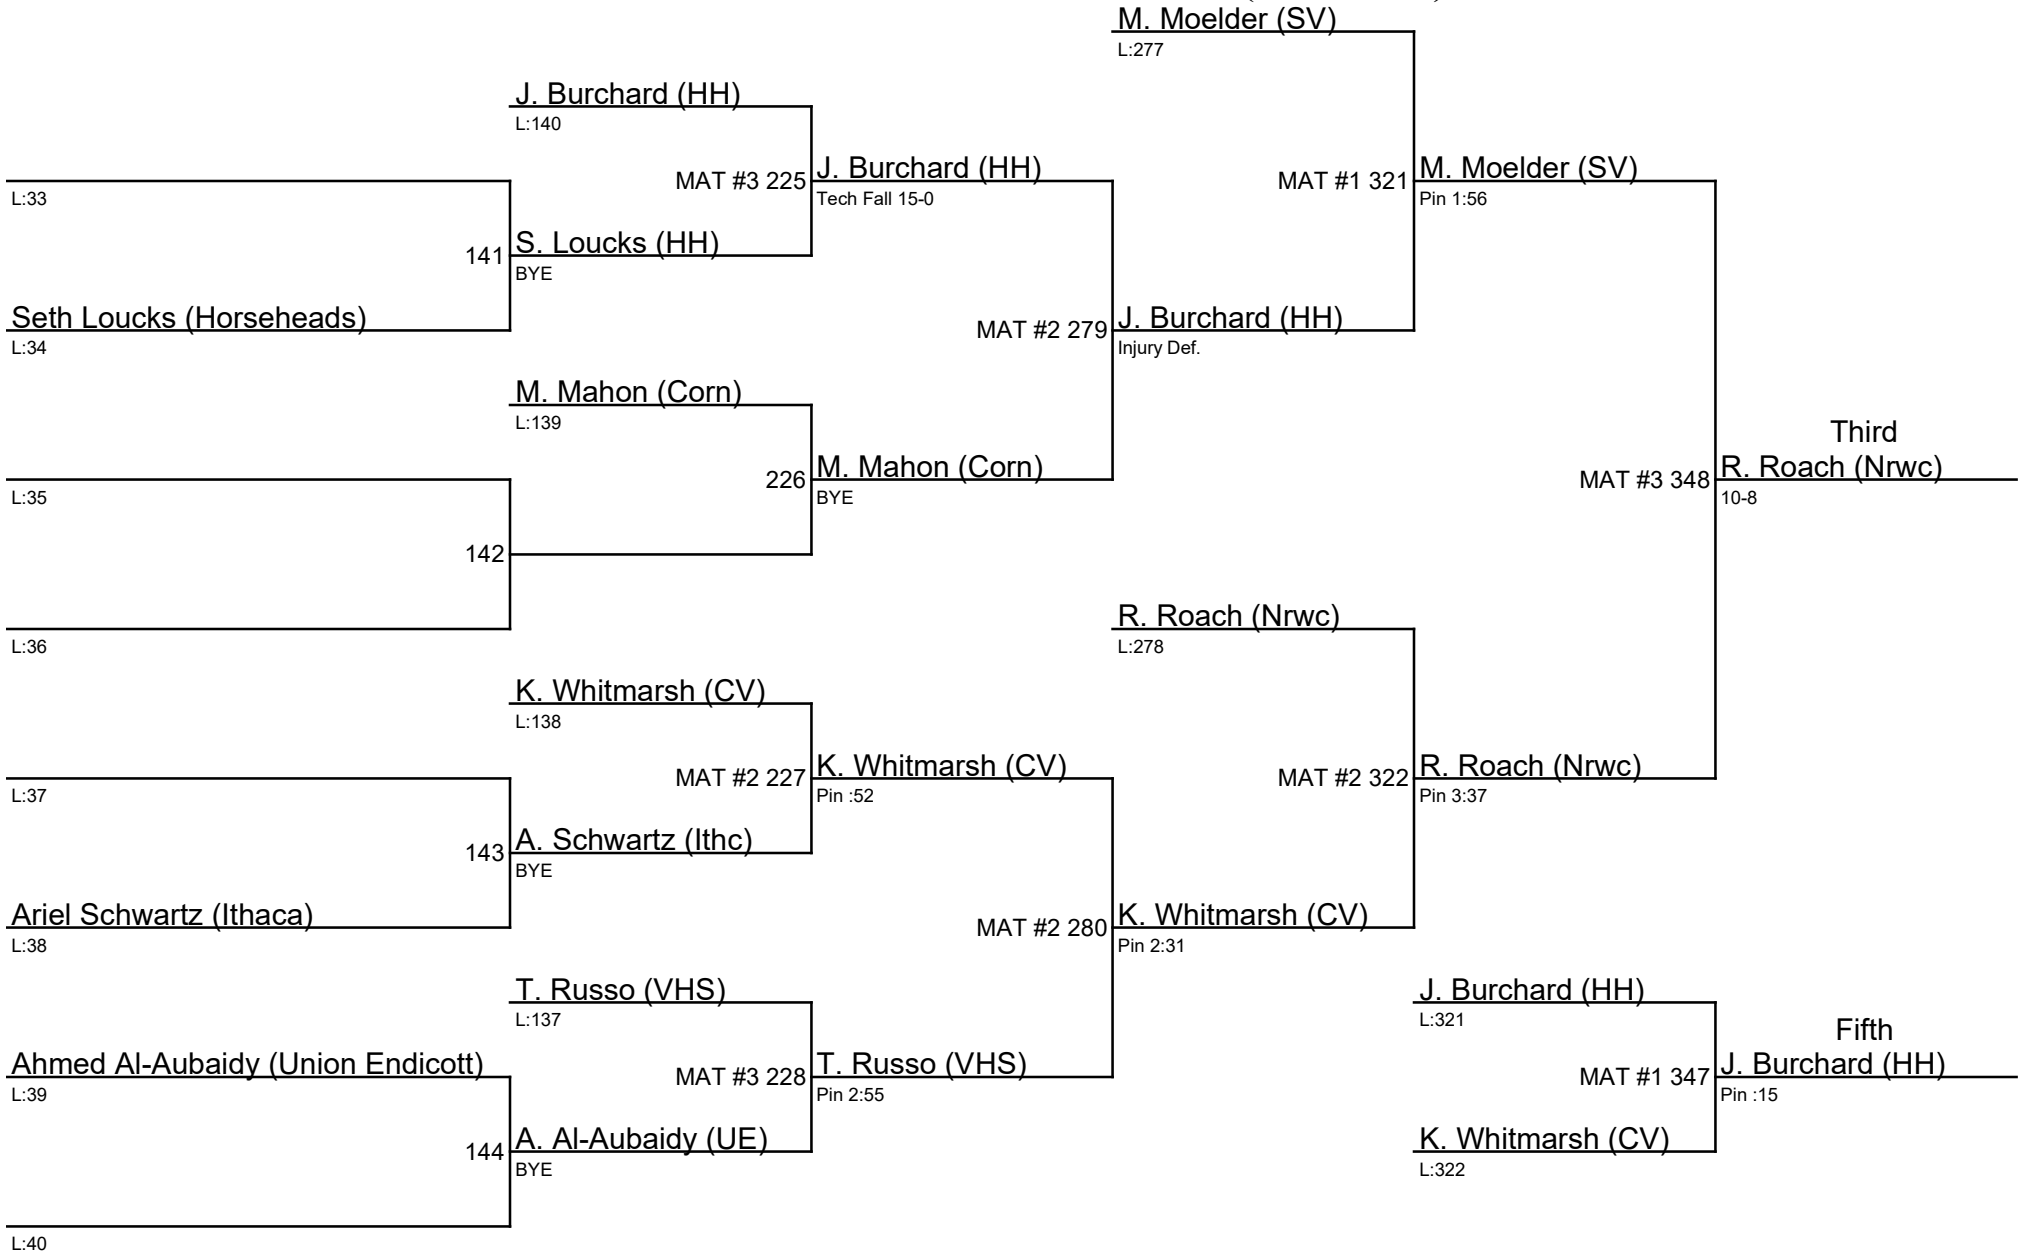 M. Moelder (SV)
L:277
J. Burchard (HH)
L:140
MAT #3 225
J. Burchard (HH)
Tech Fall 15-0
MAT #1 321
M. Moelder (SV)
Pin 1:56
L:33
141
S. Loucks (HH)
BYE
Seth Loucks (Horseheads)
L:34
MAT #2 279
J. Burchard (HH)
Injury Def.
M. Mahon (Corn)
L:139
226
M. Mahon (Corn)
BYE
Third
MAT #3 348
R. Roach (Nrwc)
10-8
L:35
142
L:36
R. Roach (Nrwc)
L:278
K. Whitmarsh (CV)
L:138
MAT #2 227
K. Whitmarsh (CV)
Pin :52
MAT #2 322
R. Roach (Nrwc)
Pin 3:37
L:37
143
A. Schwartz (Ithc)
BYE
Ariel Schwartz (Ithaca)
L:38
MAT #2 280
K. Whitmarsh (CV)
Pin 2:31
T. Russo (VHS)
L:137
J. Burchard (HH)
L:321
Fifth
Ahmed Al-Aubaidy (Union Endicott)
L:39
MAT #3 228
T. Russo (VHS)
Pin 2:55
MAT #1 347
J. Burchard (HH)
Pin :15
144
A. Al-Aubaidy (UE)
BYE
K. Whitmarsh (CV)
L:322
L:40